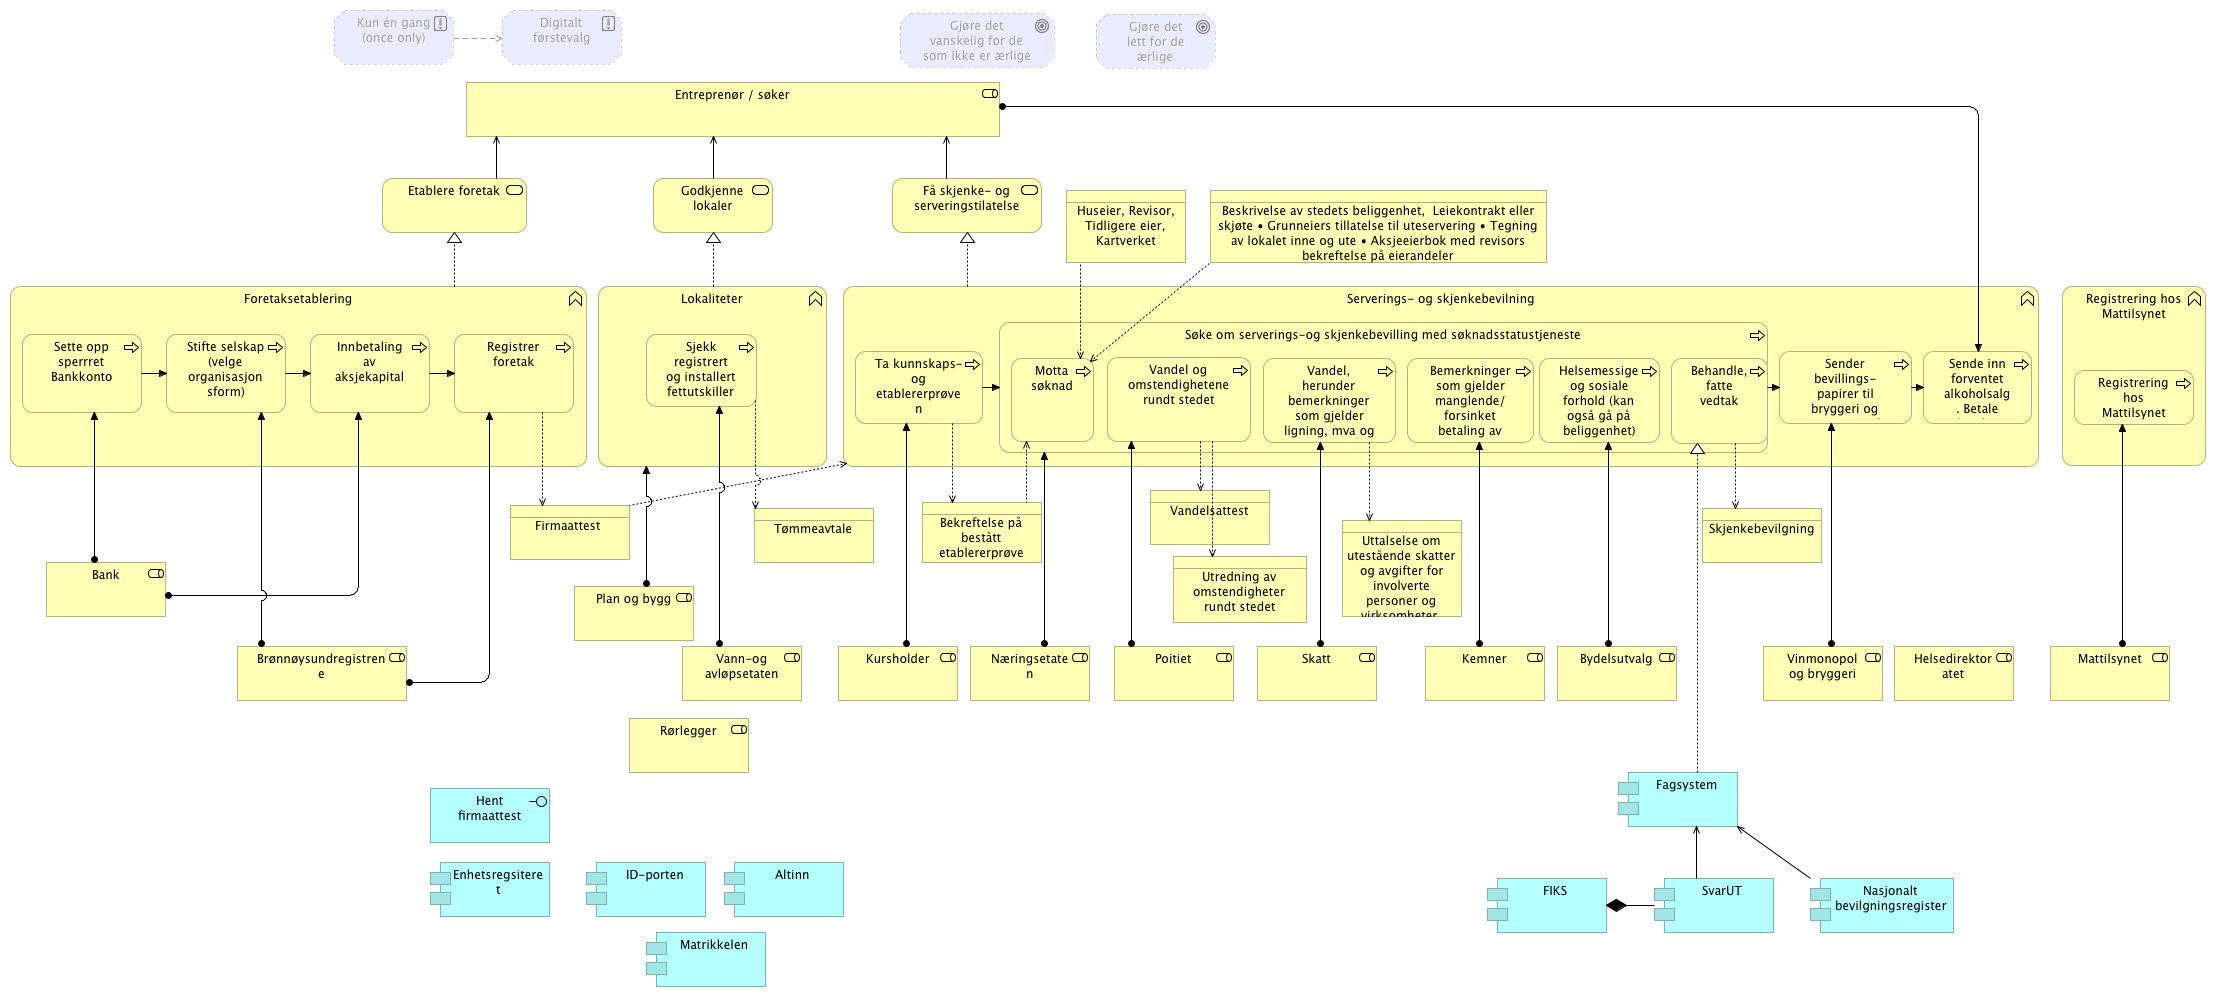 Kun én gang
(once only)
Digitalt
førstevalg
Gjøre det
vanskelig for de
som ikke er ærlige
Gjøre det
lett for de
ærlige
Entreprenør / søker
Etablere foretak
Godkjenne
lokaler
Få skjenke- og
serveringstilatelse
Huseier, Revisor,
Tidligere eier,
Kartverket
Beskrivelse av stedets beliggenhet,  Leiekontrakt eller
skjøte • Grunneiers tillatelse til uteservering • Tegning
av lokalet inne og ute • Aksjeeierbok med revisors
bekreftelse på eierandeler
Foretaksetablering
Lokaliteter
Serverings- og skjenkebevilning
Registrering hos
Mattilsynet
Sette opp
sperrret
Bankkonto
Stifte selskap
(velge
organisasjon
sform)
Innbetaling
av
aksjekapital
Registrer
foretak
Sjekk
registrert
og installert
fettutskiller
Ta kunnskaps-
og
etablererprøve
n
Søke om serverings-og skjenkebevilling med søknadsstatustjeneste
Motta
søknad
Vandel og
omstendighetene
rundt stedet
Vandel,
herunder
bemerkninger
som gjelder
ligning, mva og
Bemerkninger
som gjelder
manglende/
forsinket
betaling av
Helsemessige
og sosiale
forhold (kan
også gå på
beliggenhet)
Behandle,
fatte
vedtak
Sender
bevillings-
papirer til
bryggeri og
Sende inn
forventet
alkoholsalg
. Betale
Registrering
hos
Mattilsynet
Firmaattest
Tømmeavtale
Bekreftelse på
bestått
etablererprøve
Vandelsattest
Utredning av
omstendigheter
rundt stedet
Uttalselse om
utestående skatter
og avgifter for
involverte
personer og
virksomheter
Skjenkebevilgning
Bank
Plan og bygg
Brønnøysundregistren
e
Vann-og
avløpsetaten
Kursholder
Næringsetate
n
Poitiet
Skatt
Kemner
Bydelsutvalg
Vinmonopol
og bryggeri
Helsedirektor
atet
Mattilsynet
Rørlegger
Hent
firmaattest
Fagsystem
Enhetsregsitere
t
ID-porten
Altinn
FIKS
SvarUT
Nasjonalt
bevilgningsregister
Matrikkelen